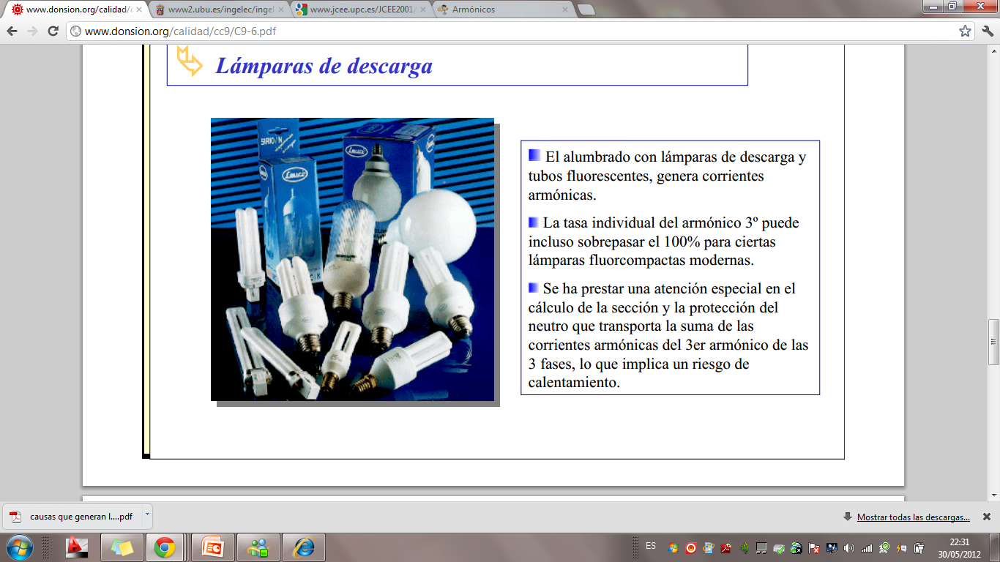 www.donsion.org/calidad/c
www2.ubu.es/ingelec/ingel
www.jcee.upc.es/JCEE2001/
Armónicos
www.donsion.org/calidad/cc9/C9-6.pdf
Lámparas de descarga
SIRIO/N
Leuci
Leuci
El alumbrado con lámparas de descarga y
tubos fluorescentes, genera corrientes
armónicas.
La tasa individual del armónico 3º puede
incluso sobrepasar el 100% para ciertas
lámparas fluorcompactas modernas.
Se ha prestar una atención especial en el
cálculo de la sección y la protección del
neutro que transporta la suma de las
corrientes armónicas del 3er armónico de las
3 fases, lo que implica un riesgo de
calentamiento.
causas que generan l....pdf
Mostrar todas las descargas...
ES
22:31
30/05/2012